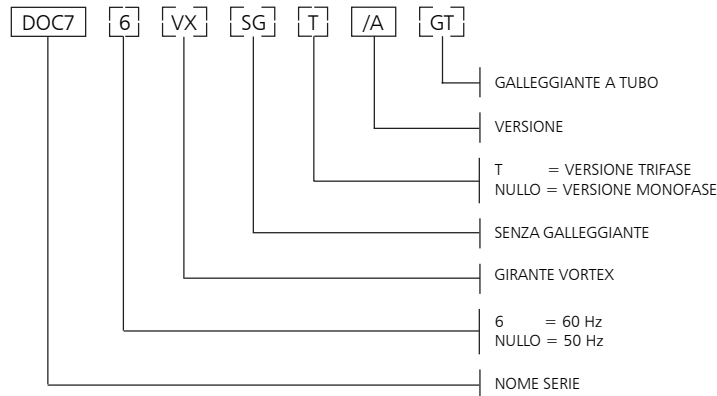 DOC7 6 VX SG T /A GT
GALLEGGIANTE A TUBO
VERSIONE
T = VERSIONE TRIFASE
NULLO = VERSIONE MONOFASE
SENZA GALLEGGIANTE
GIRANTE VORTEX
6 = 60 Hz
NULLO = 50 Hz
NOME SERIE